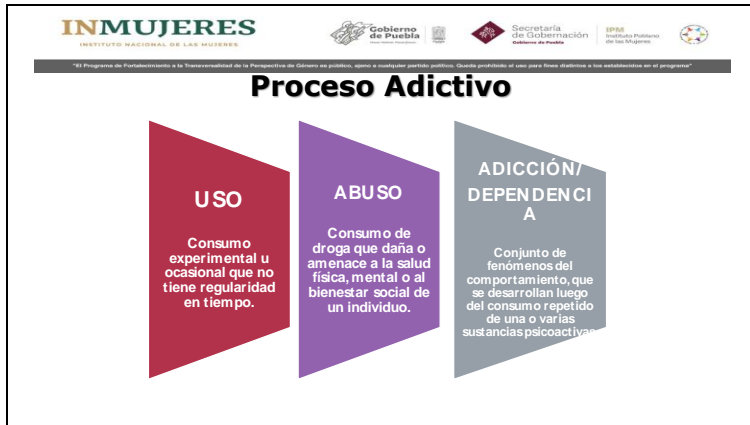 INMUJERES
INSTITUTO NACIONAL DE LAS MUJERES
Gobierno
de Puebla
Secretaría
de Gobernación
Gobierno de Puebla
IPM
Instituto Poblano
de las Mujeres
"El Programa de Fortalecimiento a la Transversalidad de la Perspectiva de Género es público, ajeno a cualquier partido político. Queda prohibido el uso para fines distintos a los establecidos en el programa"
Proceso Adictivo
USO
Consumo
experimental u
ocasional que no
tiene regularidad
en tiempo.
ABUSO
Consumo de
droga que daña o
amenace a la salud
física, mental o al
bienestar social de
un individuo.
ADICCIÓN/
DEPENDENCI
A
Conjunto de
fenómenos del
comportamiento, que
se desarrollan luego
del consumo repetido
de una o varias
sustancias psicoactivas